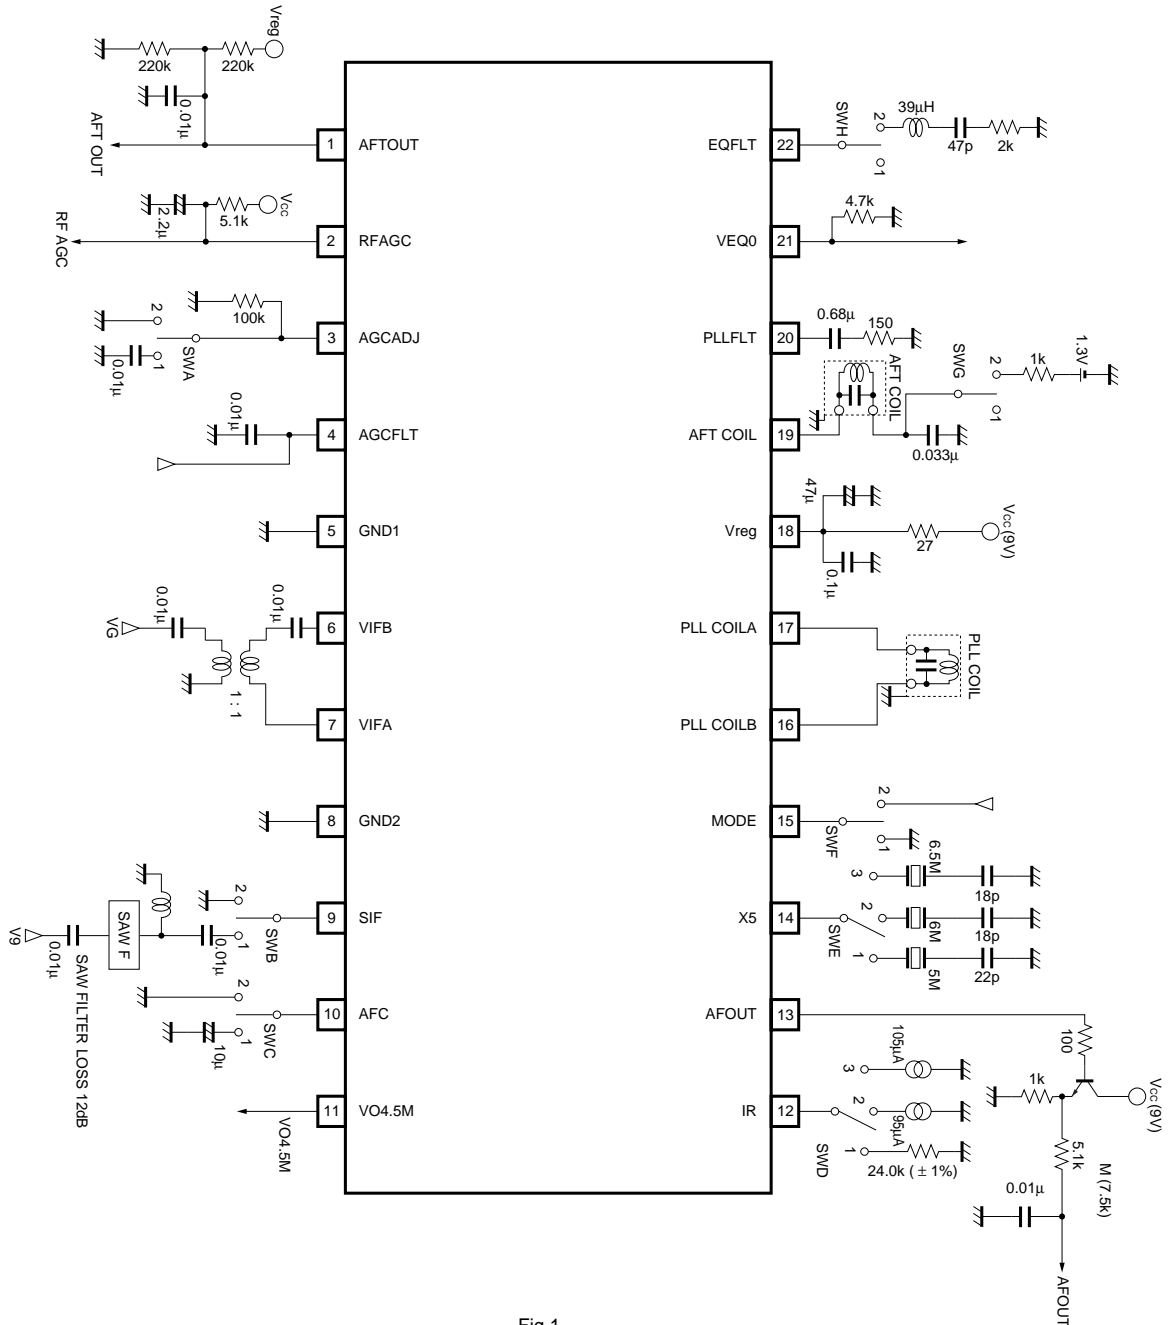 Vreg
220k
220k
0.01µ
AFT OUT
1
AFTOUT
Vcc
2.2µ
5.1k
RF AGC
2
RFAGC
100k
2
1
0.01µ
SWA
3
AGCADJ
0.01µ
4
AGCFLT
5
GND1
0.01µ
0.01µ
VG
1 : 1
6
VIFB
7
VIFA
8
GND2
V9
0.01µ
SAW F
SAW FILTER LOSS 12dB
0.01µ
2
1
SWB
9
SIF
2
1
10µ
SWC
10
AFC
11
VO4.5M
VO4.5M
EQFLT
22
SWH
2
1
39µH
47p
2k
VEQ0
21
4.7k
PLLFLT
20
0.68µ
150
AFT COIL
19
AFT COIL
SWG
2
1
1k
1.3V
0.033µ
Vreg
18
47µ
0.1µ
27
Vcc (9V)
PLL COILA
17
PLL COIL
PLL COILB
16
MODE
15
SWF
2
1
X5
14
SWE
3
2
1
6.5M
18p
6M
18p
5M
22p
AFOUT
13
100
1k
Vcc (9V)
5.1k
M (7.5k)
0.01µ
AFOUT
IR
12
SWD
3
2
1
105µA
95µA
24.0k ( ± 1%)
Fig.1